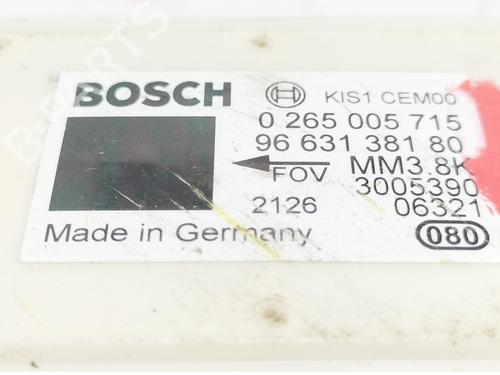 BOSCH KIS1 CEM00
0 265 005 715
96 631 381 80
FOV MM3.8K
3005390
2126 06321
Made in Germany 080
B-PARTS